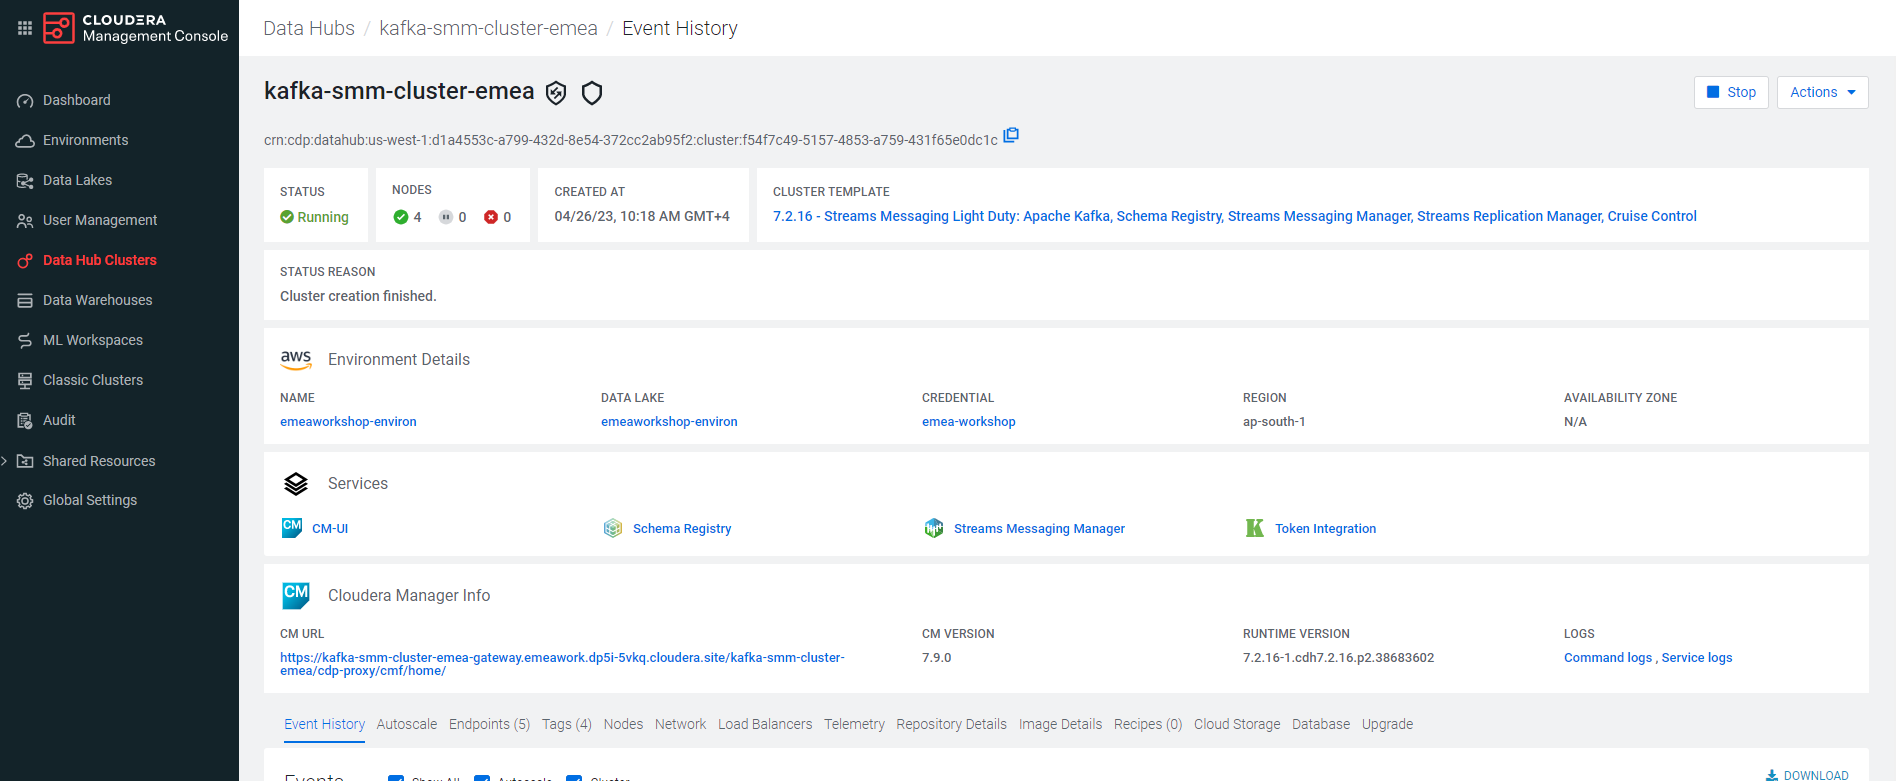 CLOUDERA
Management Console
Dashboard
Environments
Data Lakes
User Management
Data Hub Clusters
Data Warehouses
ML Workspaces
Classic Clusters
Audit
Shared Resources
Global Settings
Data Hubs / kafka-smm-cluster-emea / Event History
kafka-smm-cluster-emea
Stop
Actions
crn:cdp:datahub:us-west-1:d1a4553c-a799-432d-8e54-372cc2ab95f2:cluster:f54f7c49-5157-4853-a759-431f65e0dc1c
STATUS
Running
NODES
4 0 0
CREATED AT
04/26/23, 10:18 AM GMT+4
CLUSTER TEMPLATE
7.2.16 - Streams Messaging Light Duty: Apache Kafka, Schema Registry, Streams Messaging Manager, Streams Replication Manager, Cruise Control
STATUS REASON
Cluster creation finished.
aws Environment Details
NAME
emeaworkshop-environ
DATA LAKE
emeaworkshop-environ
CREDENTIAL
emea-workshop
REGION
ap-south-1
AVAILABILITY ZONE
N/A
Services
CM CM-UI
Schema Registry
Streams Messaging Manager
K Token Integration
CM Cloudera Manager Info
CM URL
https://kafka-smm-cluster-emea-gateway.emeawork.dp5i-5vkq.cloudera.site/kafka-smm-cluster-
emea/cdp-proxy/cmf/home/
CM VERSION
7.9.0
RUNTIME VERSION
7.2.16-1.cdh7.2.16.p2.38683602
LOGS
Command logs , Service logs
Event History Autoscale Endpoints (5) Tags (4) Nodes Network Load Balancers Telemetry Repository Details Image Details Recipes (0) Cloud Storage Database Upgrade
Events Show All Autoscale Cluster
DOWNLOAD